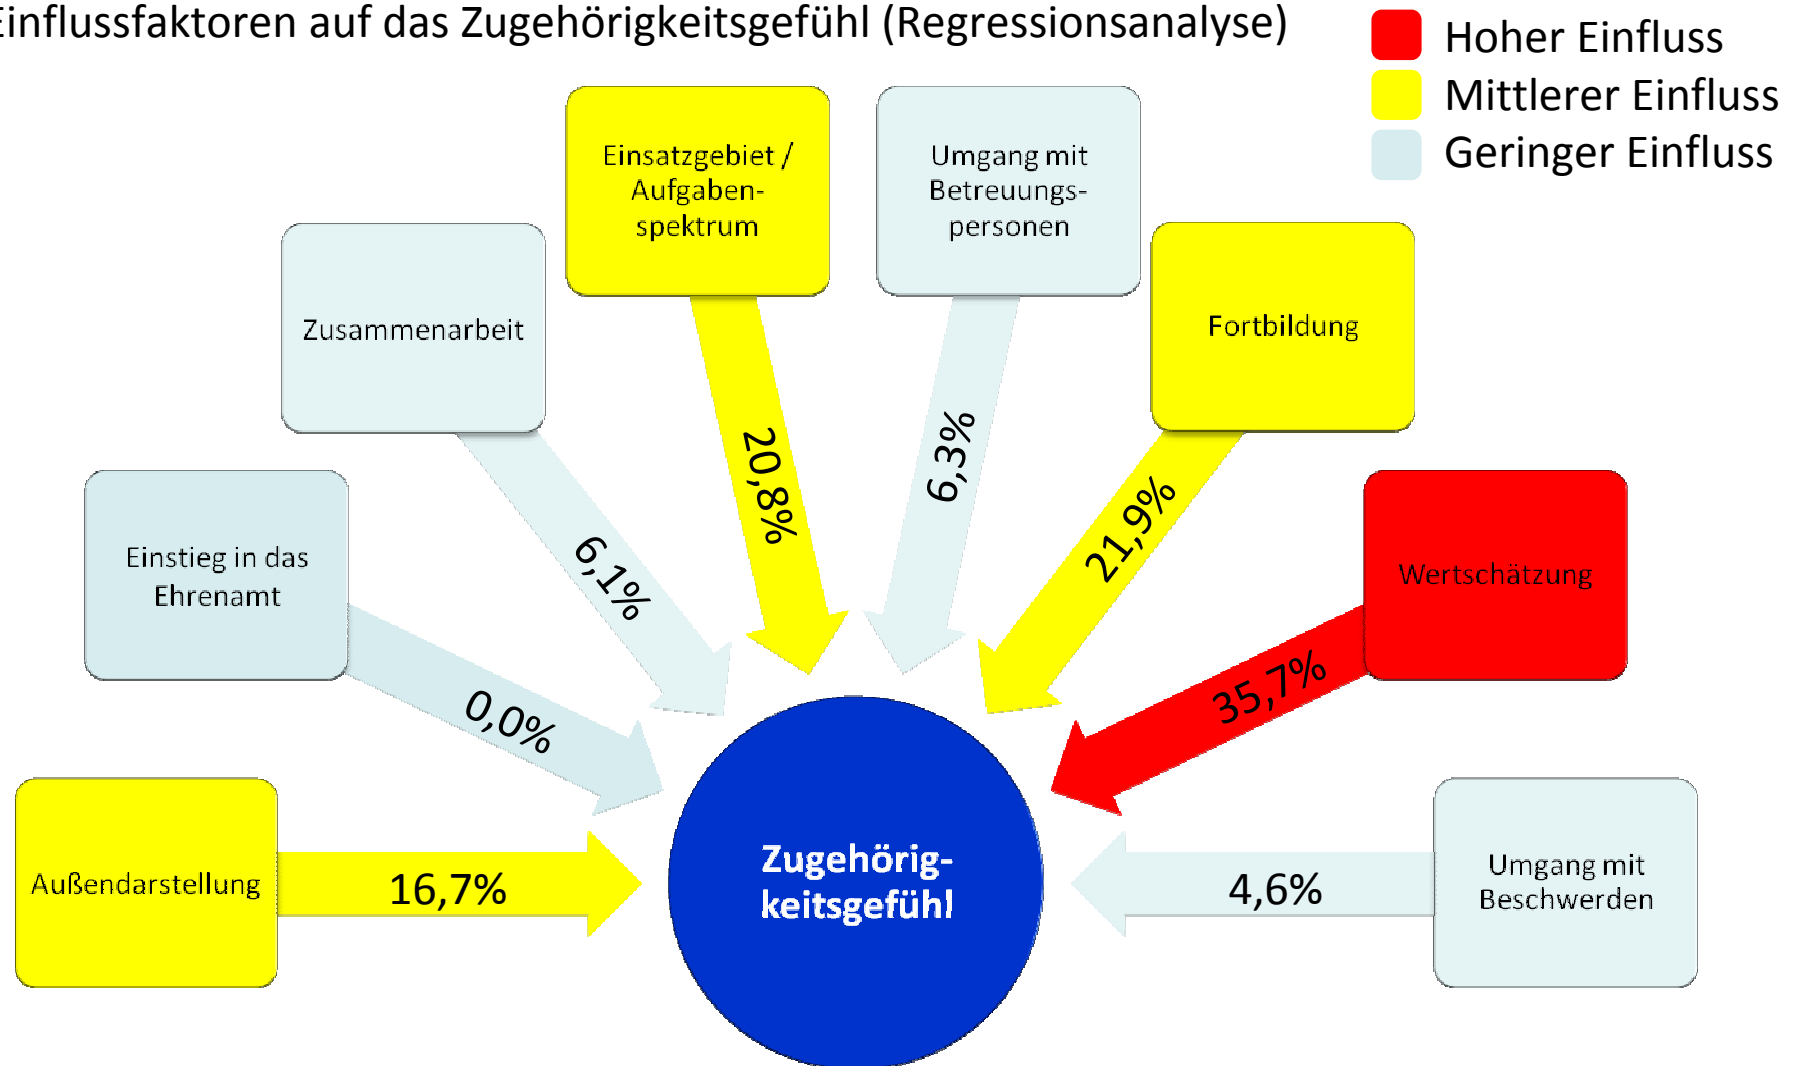 Einflussfaktoren auf das Zugehörigkeitsgefühl (Regressionsanalyse)
Hoher Einfluss
Mittlerer Einfluss
Geringer Einfluss
Einsatzgebiet /
Aufgaben-
spektrum
Umgang mit
Betreuungs-
personen
Zusammenarbeit
Fortbildung
Einstieg in das
Ehrenamt
Wertschätzung
Außendarstellung
Umgang mit
Beschwerden
16,7%
0,0%
6,1%
20,8%
6,3%
21,9%
35,7%
4,6%
Zugehörig-
keitsgefühl